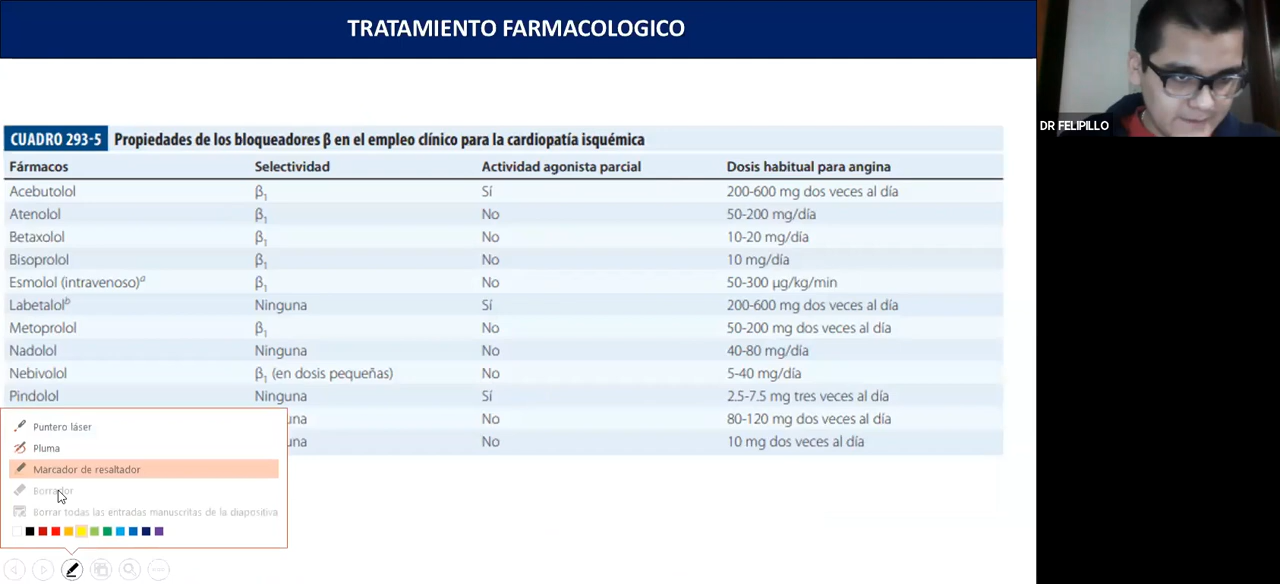 TRATAMIENTO FARMACOLOGICO
DR FELIPILLO
CUADRO 293-5 Propiedades de los bloqueadores β en el empleo clínico para la cardiopatía isquémica
Fármacos Selectividad Actividad agonista parcial Dosis habitual para angina
Acebutolol β1 Sí 200-600 mg dos veces al día
Atenolol β1 No 50-200 mg/día
Betaxolol β1 No 10-20 mg/día
Bisoprolol β1 No 10 mg/día
Esmolol (intravenoso)a β1 No 50-300 μg/kg/min
Labetalolb Ninguna Sí 200-600 mg dos veces al día
Metoprolol β1 No 50-200 mg dos veces al día
Nadolol Ninguna No 40-80 mg/día
Nebivolol β1 (en dosis pequeñas) No 5-40 mg/día
Pindolol Ninguna Sí 2.5-7.5 mg tres veces al día
una No 80-120 mg dos veces al día
una No 10 mg dos veces al día
Puntero láser
Pluma
Marcador de resaltador
Borrador
Borrar todas las entradas manuscritas de la diapositiva